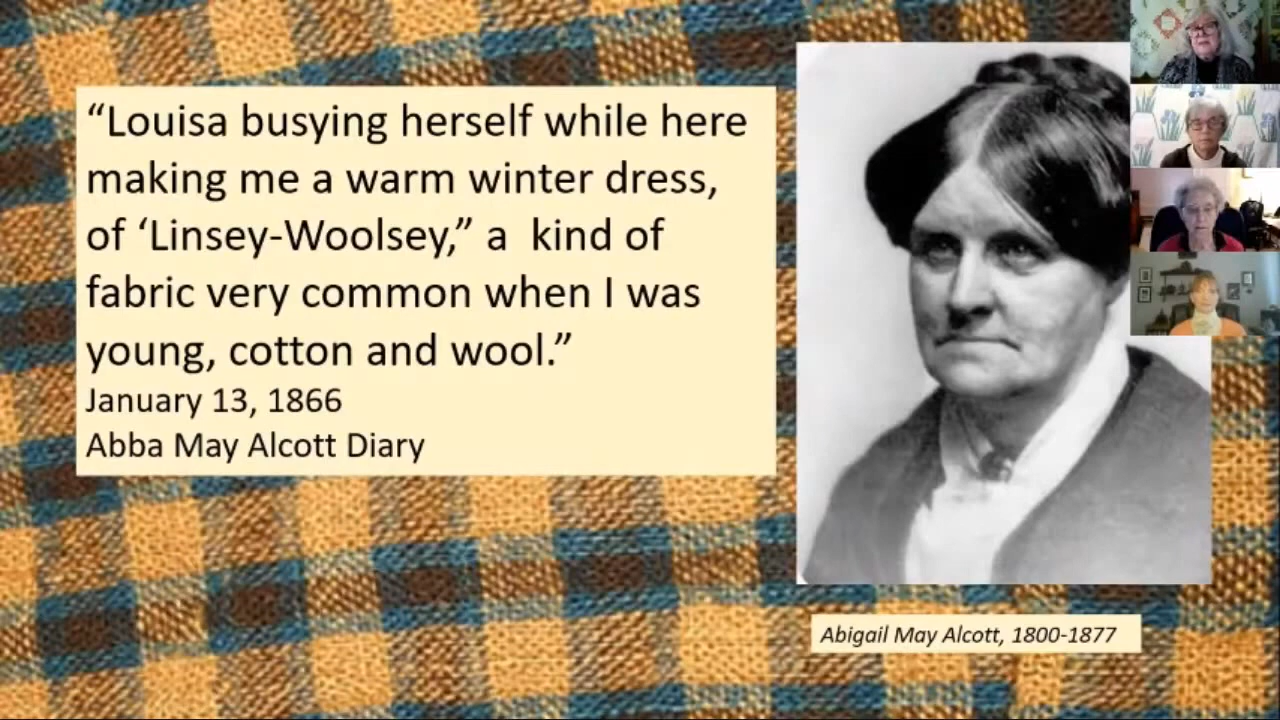 “Louisa busying herself while here
making me a warm winter dress,
of ‘Linsey-Woolsey,” a  kind of
fabric very common when I was
young, cotton and wool.”
January 13, 1866
Abba May Alcott Diary
Abigail May Alcott, 1800-1877